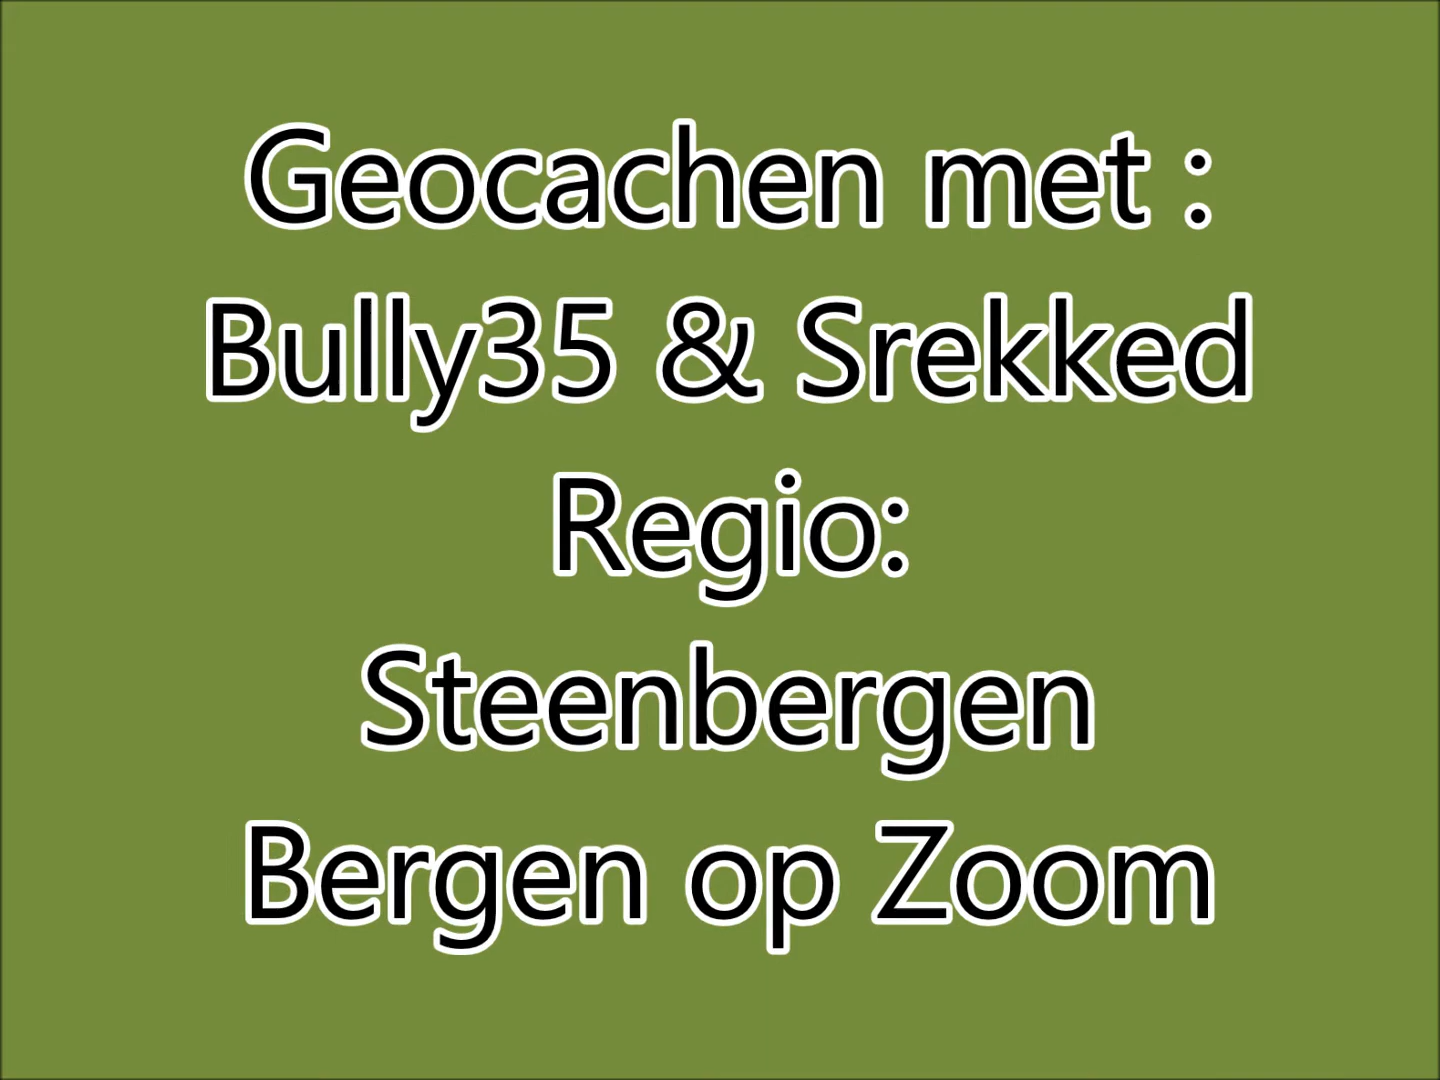 Geocachen met :
Bully35 & Srekked
Regio:
Steenbergen
Bergen op Zoom